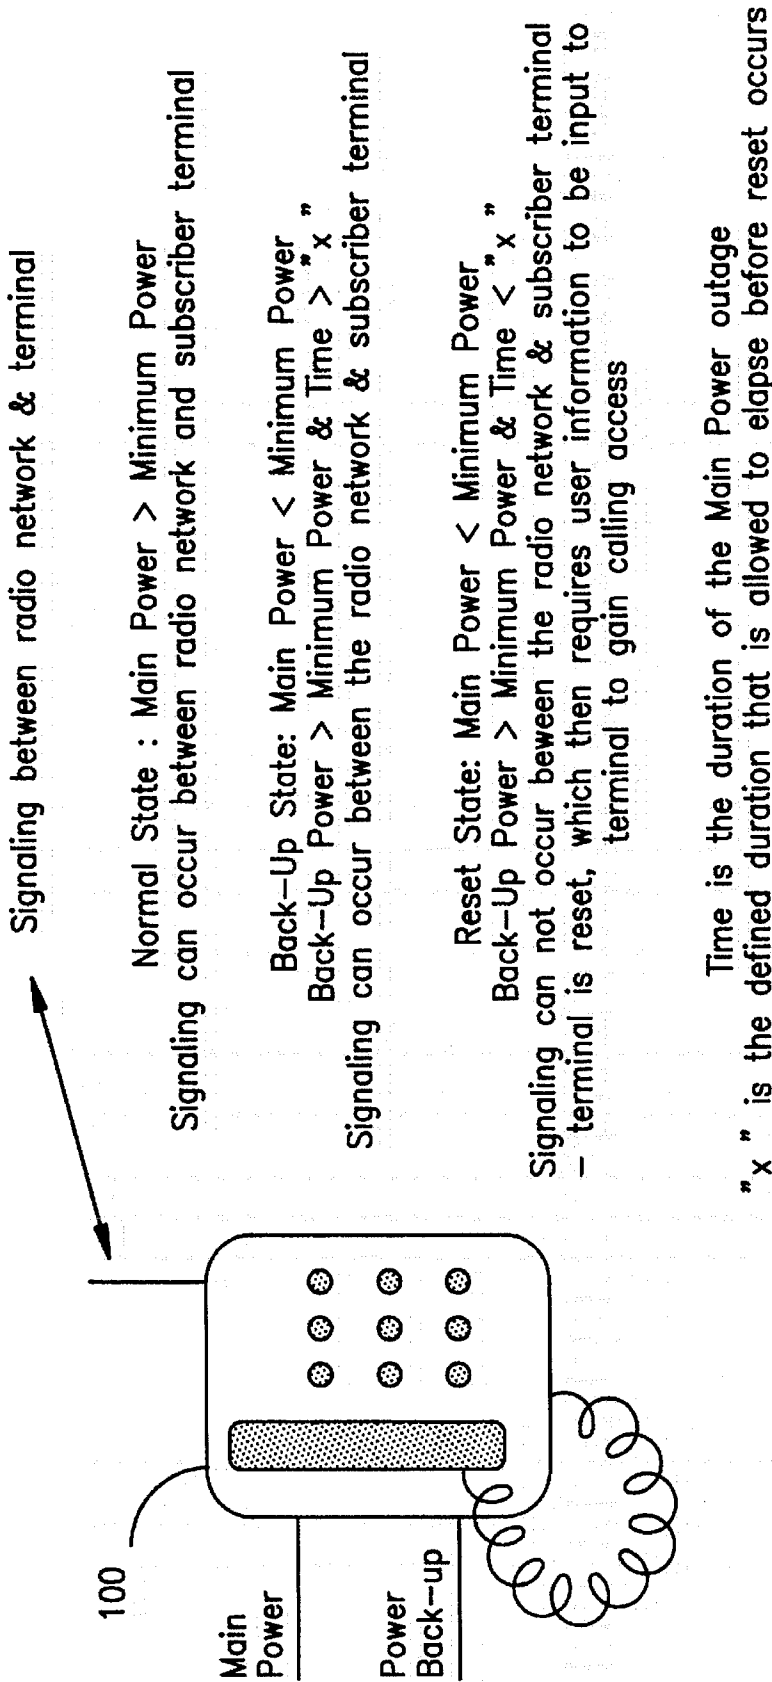 Signaling between radio network & terminal
Normal State : Main Power > Minimum Power
Signaling can occur between radio network and subscriber terminal
Back-Up State: Main Power < Minimum Power
Back-Up Power > Minimum Power & Time > "x"
Signaling can occur between the radio network & subscriber terminal
Reset State: Main Power < Minimum Power
Back-Up Power > Minimum Power & Time < "x"
Signaling can not occur beween the radio network & subscriber terminal
- terminal is reset, which then requires user information to be input to
terminal to gain calling access
Time is the duration of the Main Power outage
"x" is the defined duration that is allowed to elapse before reset occurs
100
Main
Power
Power
Back-up